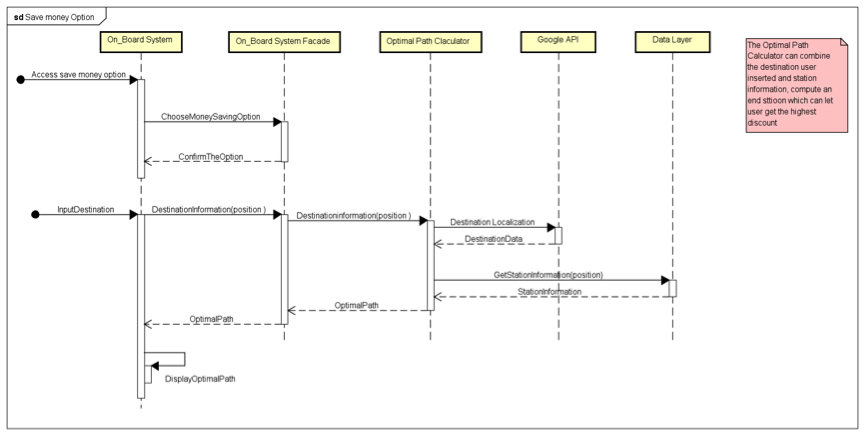 sd Save money Option
On_Board System
On_Board System Facade
Optimal Path Claculator
Google API
Data Layer
The Optimal Path
Calculator can combine
the destination user
inserted and station
information, compute an
end sttioon which can let
user get the highest
discount
Access save money option
ChooseMoneySavingOption
ConfirmTheOption
InputDestination
DestinationInformation(position )
Destinationinformation(position )
Destination Localization
DestinationData
GetStationInformation(position)
StationInformation
OptimalPath
OptimalPath
DisplayOptimalPath